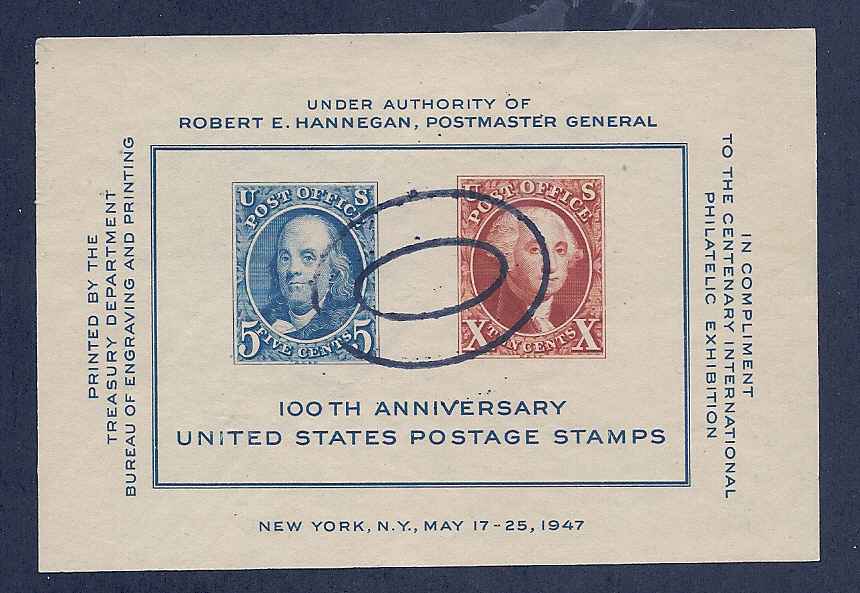 UNDER AUTHORITY OF
ROBERT E. HANNEGAN, POSTMASTER GENERAL
PRINTED BY THE
TREASURY DEPARTMENT
BUREAU OF ENGRAVING AND PRINTING
U S
POST OFFICE
5 5
FIVE CENTS
U S
POST OFFICE
X X
TEN CENTS
100TH ANNIVERSARY
UNITED STATES POSTAGE STAMPS
IN COMPLIMENT
TO THE CENTENARY INTERNATIONAL
PHILATELIC EXHIBITION
NEW YORK, N.Y., MAY 17-25, 1947